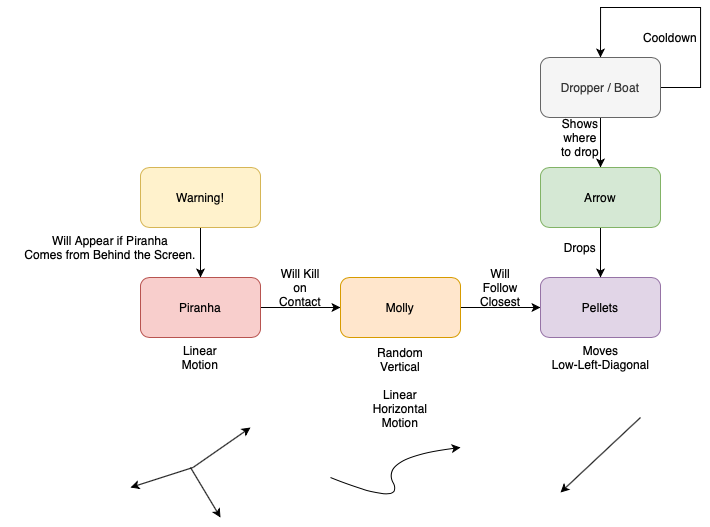 Cooldown
Dropper / Boat
Shows
where
to drop
Warning!
Arrow
Will Appear if Piranha
Comes from Behind the Screen.
Drops
Will Kill
on
Contact
Will
Follow
Closest
Piranha
Molly
Pellets
Linear
Motion
Random
Vertical
Linear
Horizontal
Motion
Moves
Low-Left-Diagonal